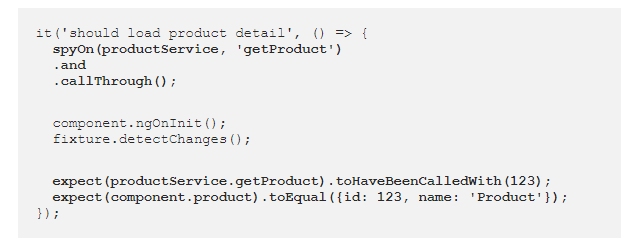 it('should load product detail', () => {
  spyOn(productService, 'getProduct')
  .and
  .callThrough();

  component.ngOnInit();
  fixture.detectChanges();

  expect(productService.getProduct).toHaveBeenCalledWith(123);
  expect(component.product).toEqual({id: 123, name: 'Product'});
});